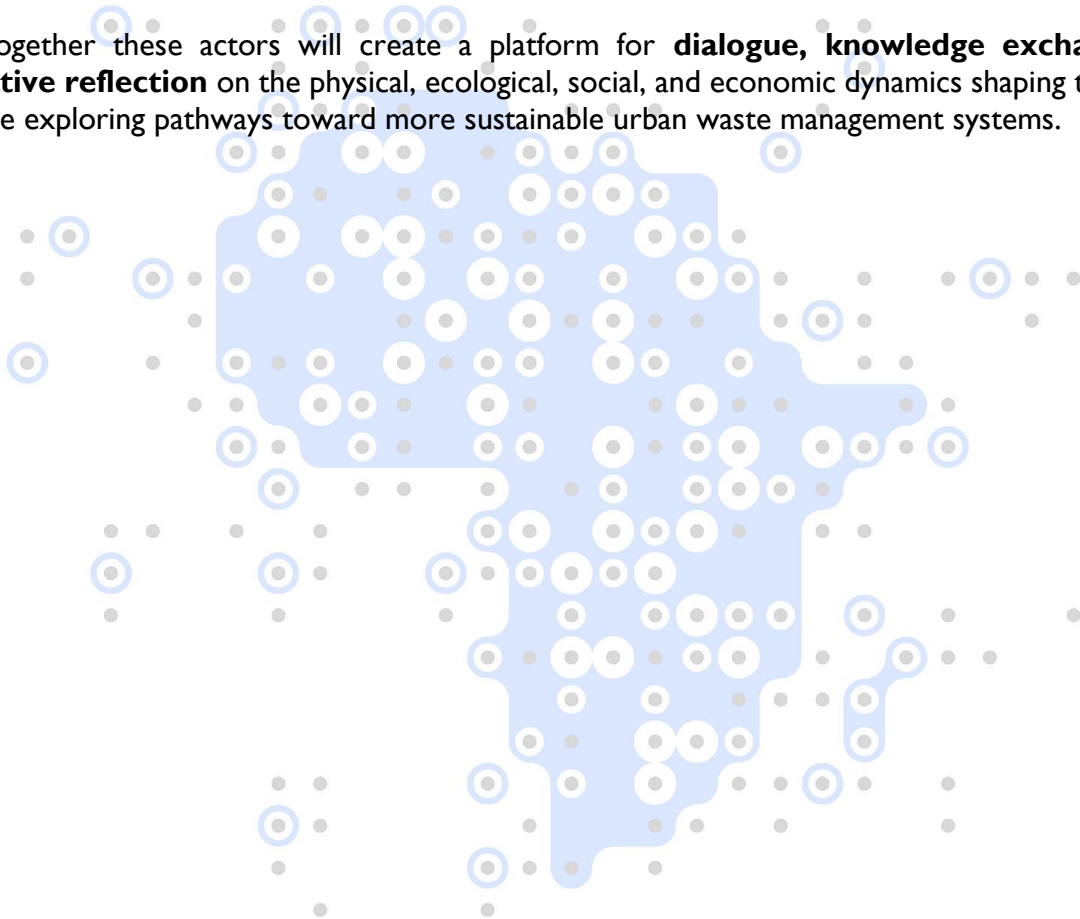 ogether these actors will create a platform for dialogue, knowledge excha
tive reflection on the physical, ecological, social, and economic dynamics shaping t
e exploring pathways toward more sustainable urban waste management systems.